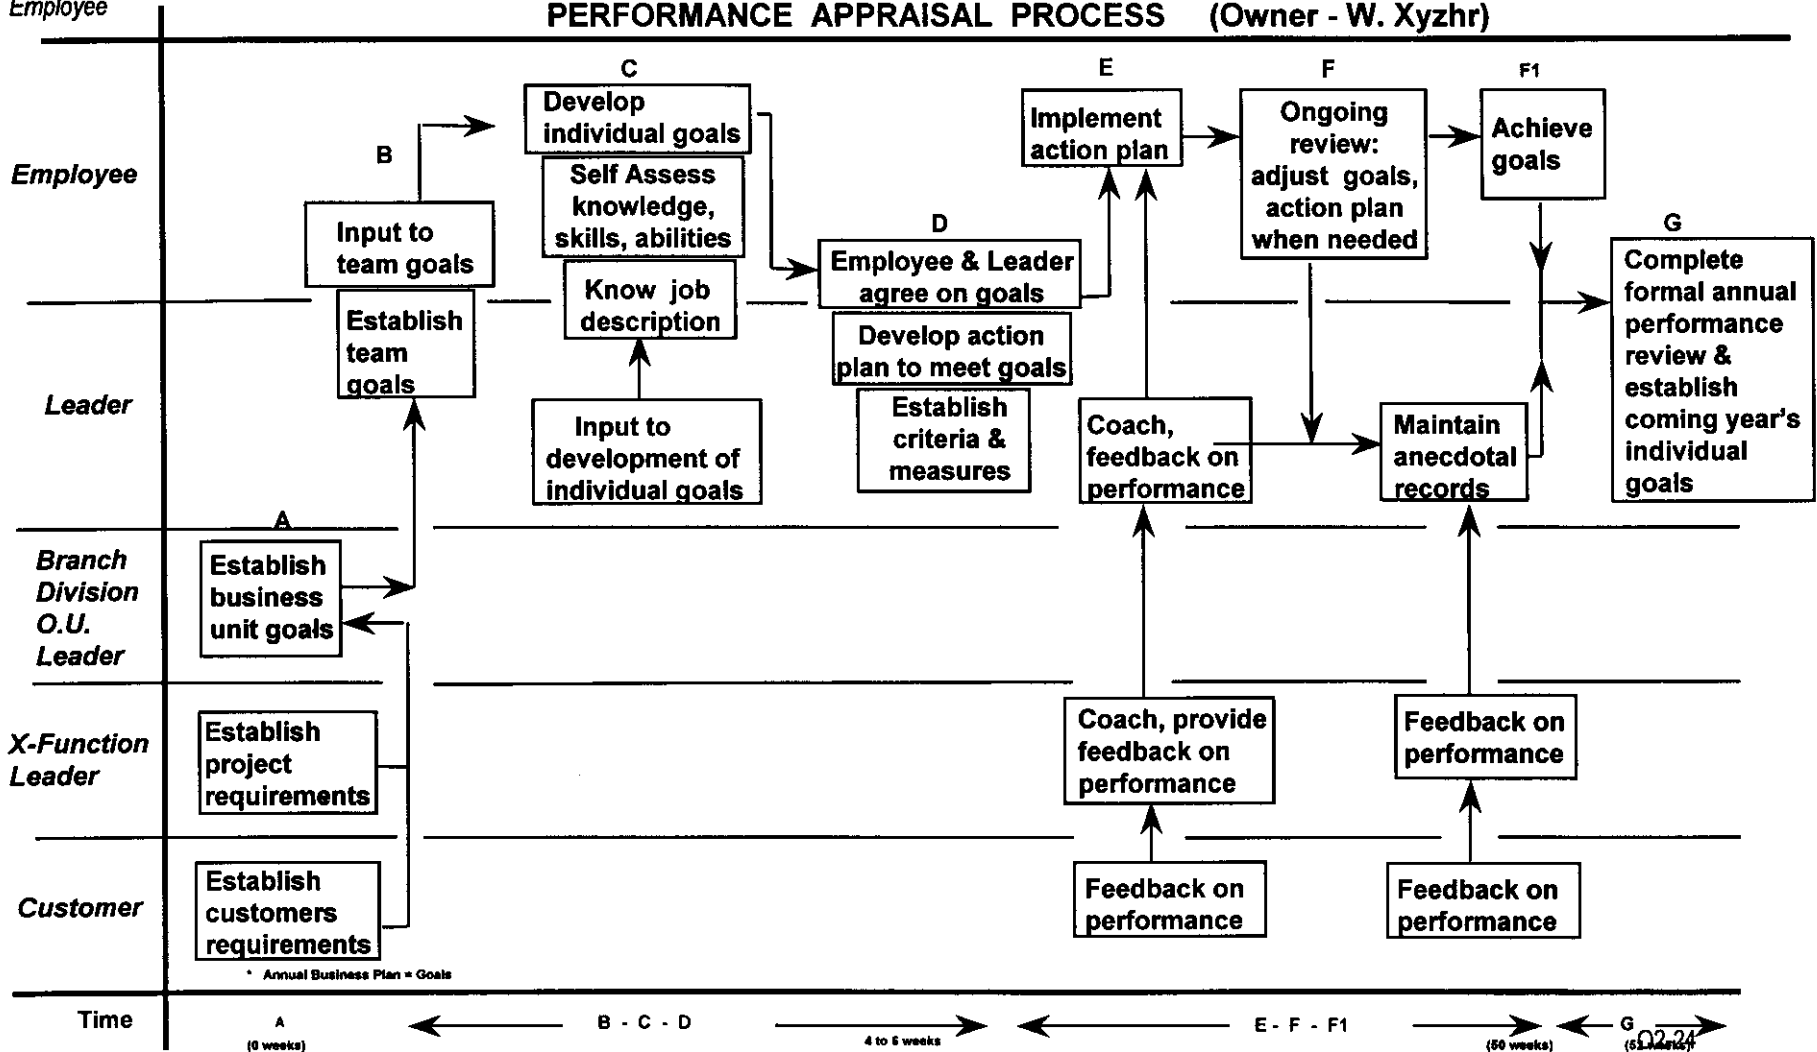 Employee
PERFORMANCE APPRAISAL PROCESS (Owner - W. Xyzhr)
Employee
B
Input to
team goals
C
Develop
individual goals
Self Assess
knowledge,
skills, abilities
Know job
description
D
Employee & Leader
agree on goals
E
Implement
action plan
F
Ongoing
review:
adjust goals,
action plan
when needed
F1
Achieve
goals
G
Complete
formal annual
performance
review &
establish
coming year's
individual
goals
Leader
Establish
team
goals
Input to
development of
individual goals
Develop action
plan to meet goals
Establish
criteria &
measures
Coach,
feedback on
performance
Maintain
anecdotal
records
Branch
Division
O.U.
Leader
A
Establish
business
unit goals
X-Function
Leader
Establish
project
requirements
Coach, provide
feedback on
performance
Feedback on
performance
Customer
Establish
customers
requirements
* Annual Business Plan = Goals
Feedback on
performance
Feedback on
performance
Time
A
(0 weeks)
B - C - D
4 to 6 weeks
E - F - F1
(50 weeks)
G
O2-24